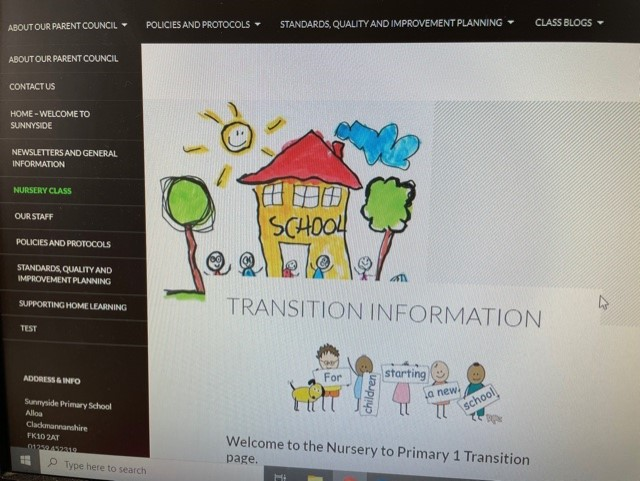 ABOUT OUR PARENT COUNCIL
POLICIES AND PROTOCOLS
STANDARDS, QUALITY AND IMPROVEMENT PLANNING
CLASS BLOGS
ABOUT OUR PARENT COUNCIL
CONTACT US
HOME – WELCOME TO
SUNNYSIDE
NEWSLETTERS AND GENERAL
INFORMATION
NURSERY CLASS
OUR STAFF
POLICIES AND PROTOCOLS
STANDARDS, QUALITY AND
IMPROVEMENT PLANNING
SUPPORTING HOME LEARNING
TEST
ADDRESS & INFO
Sunnyside Primary School
Alloa
Clackmannanshire
FK10 2AT
SCHOOL
TRANSITION INFORMATION
For
children
starting
a new
school
Welcome to the Nursery to Primary 1 Transition
page.
Type here to search